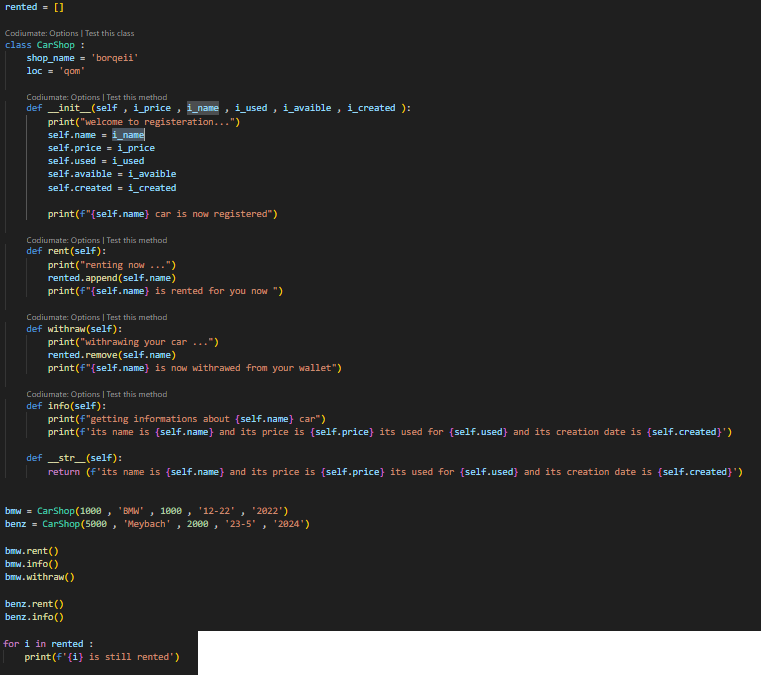 rented = []
Codiumate: Options | Test this class
class CarShop :
shop_name = 'borqeii'
loc = 'qom'
Codiumate: Options | Test this method
def __init__(self , i_price , i_name , i_used , i_avaible , i_created ):
print("welcome to registeration...")
self.name = i_name
self.price = i_price
self.used = i_used
self.avaible = i_avaible
self.created = i_created
print(f"{self.name} car is now registered")
Codiumate: Options | Test this method
def rent(self):
print("renting now ...")
rented.append(self.name)
print(f"{self.name} is rented for you now ")
Codiumate: Options | Test this method
def withraw(self):
print("withrawing your car ...")
rented.remove(self.name)
print(f"{self.name} is now withrawed from your wallet")
Codiumate: Options | Test this method
def info(self):
print(f"getting informations about {self.name} car")
print(f'its name is {self.name} and its price is {self.price} its used for {self.used} and its creation date is {self.created}')
def __str__(self):
return (f'its name is {self.name} and its price is {self.price} its used for {self.used} and its creation date is {self.created}')
bmw = CarShop(1000 , 'BMW' , 1000 , '12-22' , '2022')
benz = CarShop(5000 , 'Meybach' , 2000 , '23-5' , '2024')
bmw.rent()
bmw.info()
bmw.withraw()
benz.rent()
benz.info()
for i in rented :
print(f'{i} is still rented')